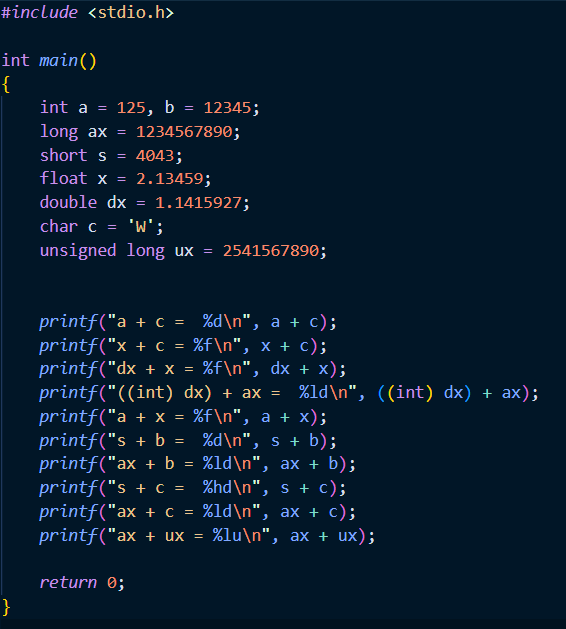 #include <stdio.h>

int main()
{
    int a = 125, b = 12345;
    long ax = 1234567890;
    short s = 4043;
    float x = 2.13459;
    double dx = 1.1415927;
    char c = 'W';
    unsigned long ux = 2541567890;


    printf("a + c =  %d\n", a + c);
    printf("x + c = %f\n", x + c);
    printf("dx + x = %f\n", dx + x);
    printf("((int) dx) + ax =  %ld\n", ((int) dx) + ax);
    printf("a + x = %f\n", a + x);
    printf("s + b =  %d\n", s + b);
    printf("ax + b = %ld\n", ax + b);
    printf("s + c =  %hd\n", s + c);
    printf("ax + c = %ld\n", ax + c);
    printf("ax + ux = %lu\n", ax + ux);

    return 0;
}